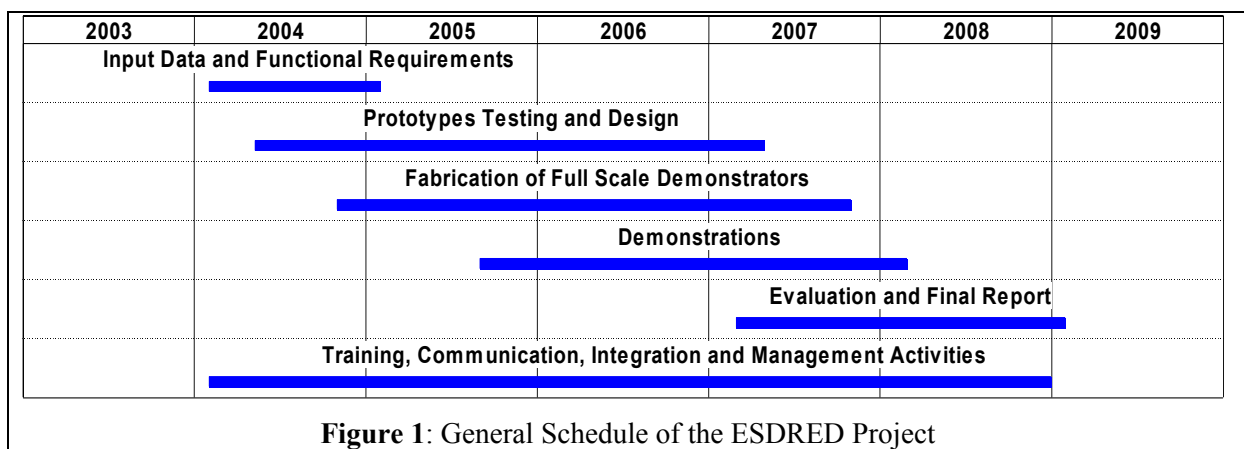 2003 2004 2005 2006 2007 2008 2009
Input Data and Functional Requirements
Prototypes Testing and Design
Fabrication of Full Scale Demonstrators
Demonstrations
Evaluation and Final Report
Training, Communication, Integration and Management Activities
Figure 1: General Schedule of the ESDRED Project